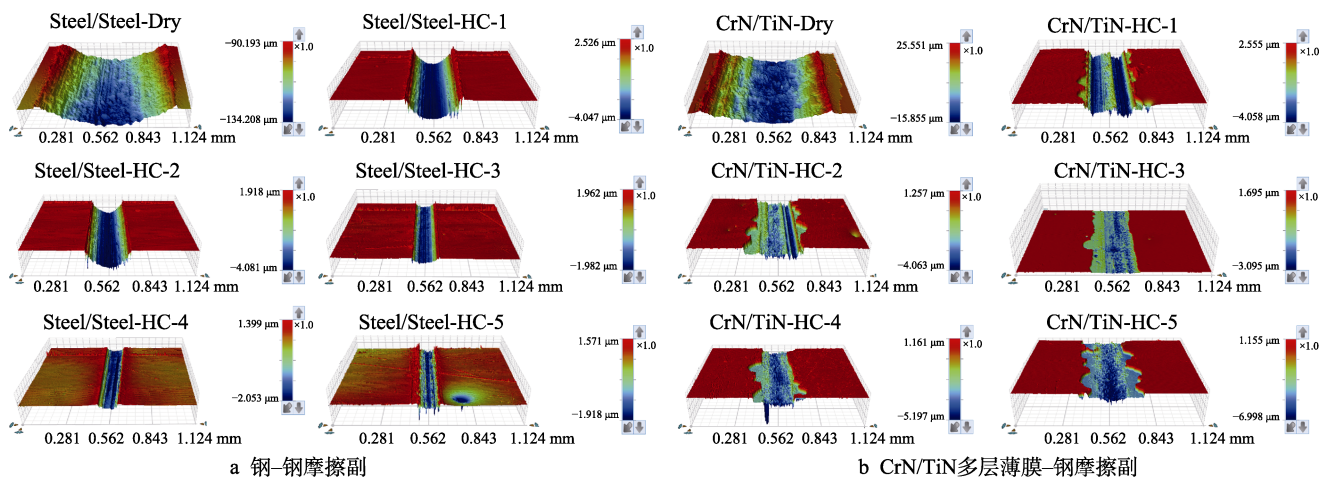 Steel/Steel-Dry
−90.193 μm
×1.0
−134.208 μm
0.281 0.562 0.843 1.124 mm
Steel/Steel-HC-1
2.526 μm
×1.0
−4.047 μm
0.281 0.562 0.843 1.124 mm
CrN/TiN-Dry
25.551 μm
×1.0
−15.855 μm
0.281 0.562 0.843 1.124 mm
CrN/TiN-HC-1
2.555 μm
×1.0
−4.058 μm
0.281 0.562 0.843 1.124 mm
Steel/Steel-HC-2
1.918 μm
×1.0
−4.081 μm
0.281 0.562 0.843 1.124 mm
Steel/Steel-HC-3
1.962 μm
×1.0
−1.982 μm
0.281 0.562 0.843 1.124 mm
CrN/TiN-HC-2
1.257 μm
×1.0
−4.063 μm
0.281 0.562 0.843 1.124 mm
CrN/TiN-HC-3
1.695 μm
×1.0
−3.095 μm
0.281 0.562 0.843 1.124 mm
Steel/Steel-HC-4
1.399 μm
×1.0
−2.053 μm
0.281 0.562 0.843 1.124 mm
Steel/Steel-HC-5
1.571 μm
×1.0
−1.918 μm
0.281 0.562 0.843 1.124 mm
CrN/TiN-HC-4
1.161 μm
×1.0
−5.197 μm
0.281 0.562 0.843 1.124 mm
CrN/TiN-HC-5
1.155 μm
×1.0
−6.998 μm
0.281 0.562 0.843 1.124 mm
a 钢–钢摩擦副
b CrN/TiN多层薄膜–钢摩擦副